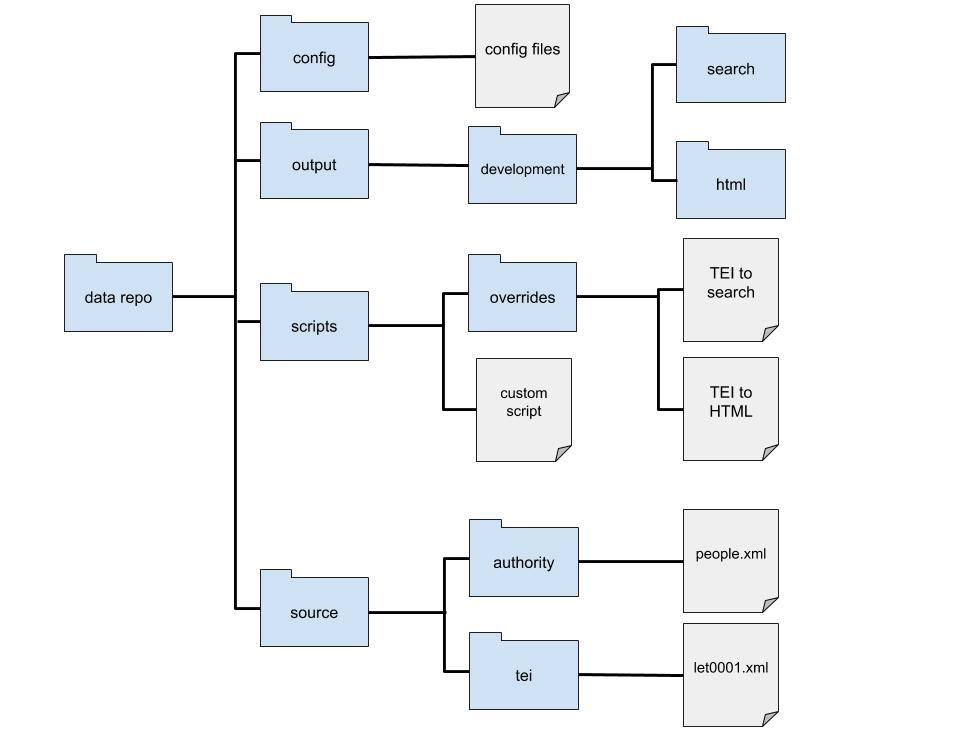 config
config files
search
output
development
html
data repo
scripts
overrides
TEI to
search
custom
script
TEI to
HTML
source
authority
people.xml
tei
let0001.xml